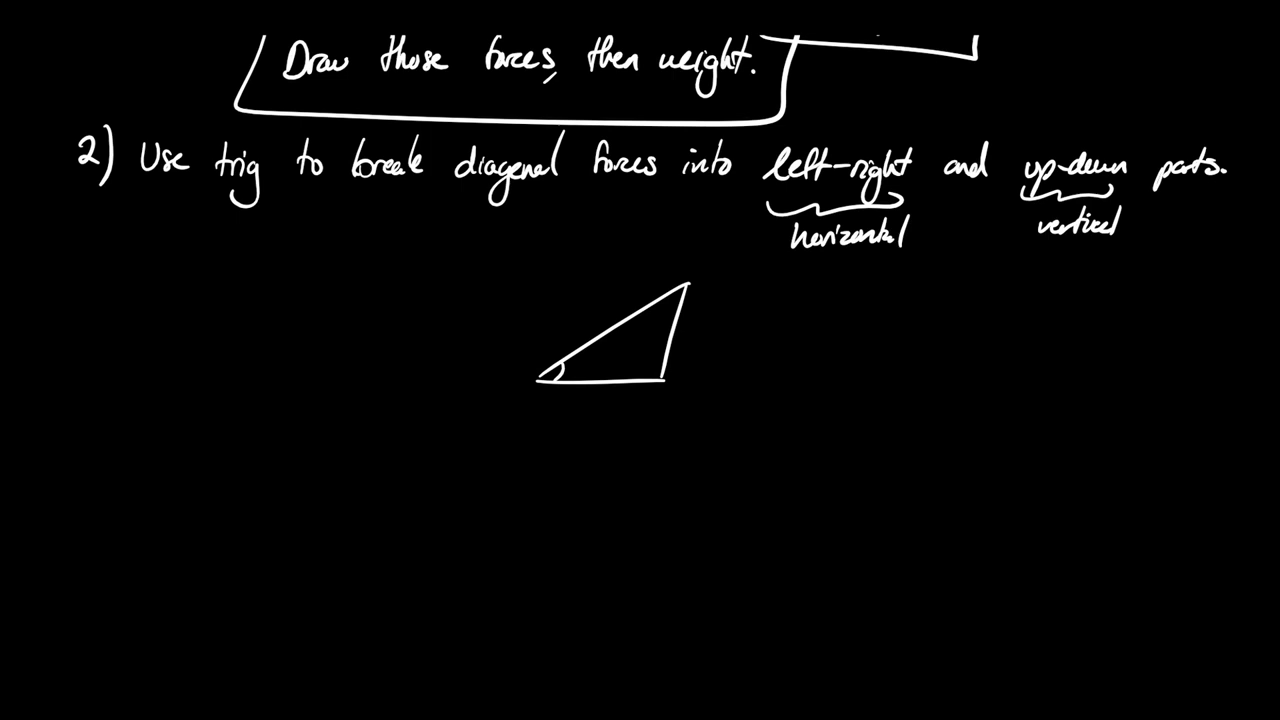 Draw those forces, then weight.
2) Use trig to break diagonal forces into left-right and up-down parts.
horizontal vertical